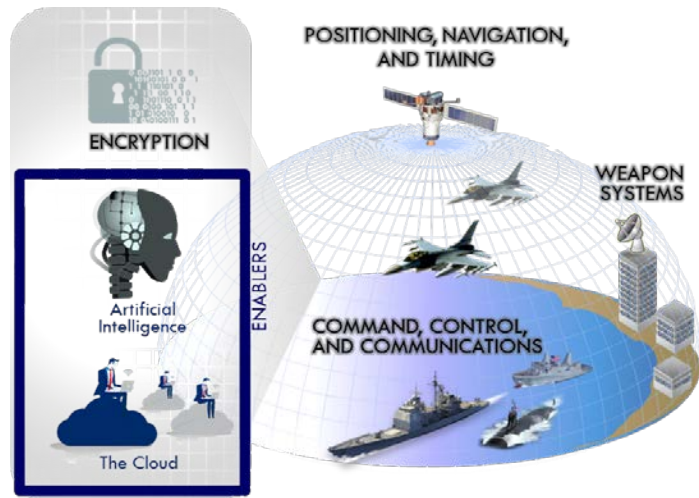 POSITIONING, NAVIGATION,
AND TIMING
ENCRYPTION
WEAPON
SYSTEMS
ENABLERS
Artificial
Intelligence
COMMAND, CONTROL,
AND COMMUNICATIONS
The Cloud